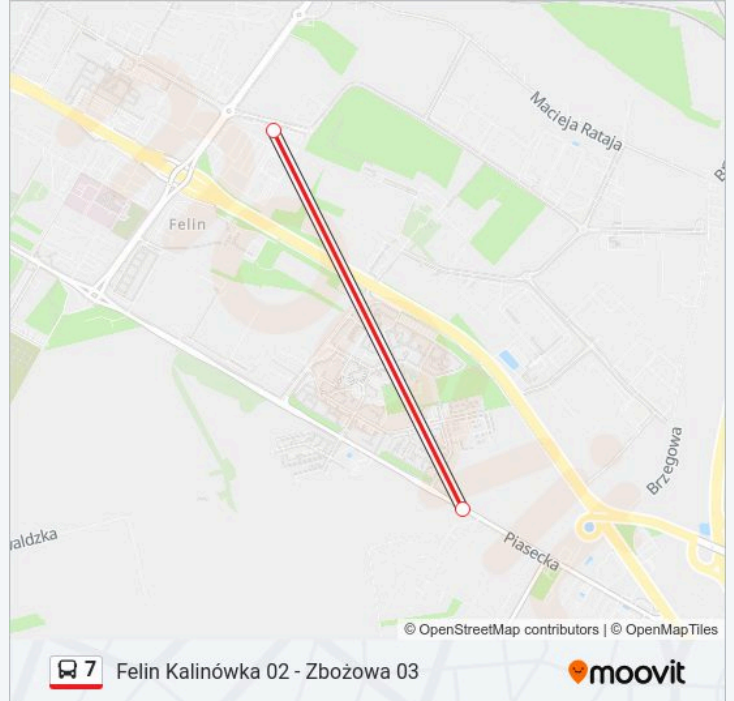 Macieja Rataja
Felin
Brzegowa
waldzka
Piasecka
© OpenStreetMap contributors | © OpenMapTiles
7 Felin Kalinówka 02 - Zbożowa 03
moovit